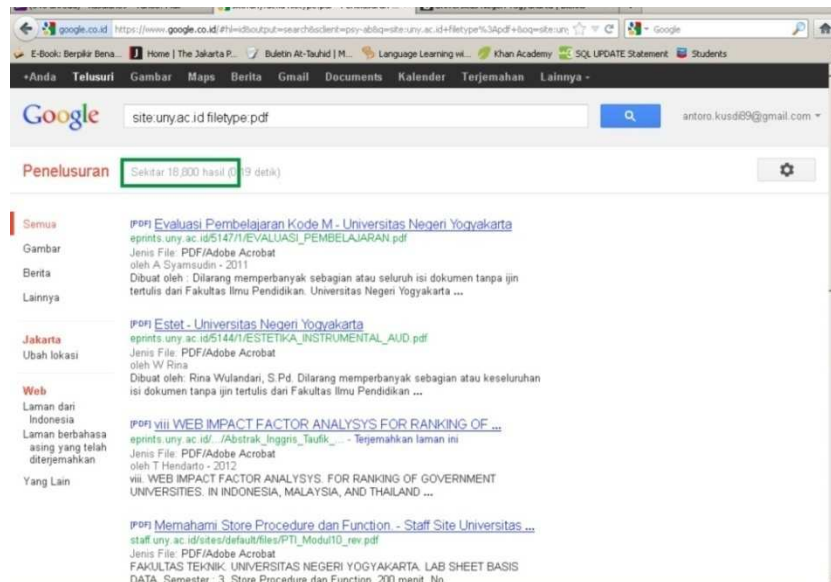 google.co.id https://www.google.co.id/#hl=id&output=search&sclient=psy-ab&q=site:uny.ac.id+filetype%3Apdf+&oq=site:uny
Google
E-Book: Berpikir Bena...
Home | The Jakarta P...
Buletin At-Tauhid | M...
Language Learning wi...
Khan Academy
SQL UPDATE Statement
Students
+Anda Telusuri Gambar Maps Berita Gmail Documents Kalender Terjemahan Lainnya
Google
site:uny.ac.id filetype:pdf
antoro.kusdi89@gmail.com
Penelusuran
Sekitar 18,800 hasil (0,19 detik)
Semua
Gambar
Berita
Lainnya
Jakarta
Ubah lokasi
Web
Laman dari
Indonesia
Laman berbahasa
asing yang telah
diterjemahkan
Yang Lain
[PDF] Evaluasi Pembelajaran Kode M - Universitas Negeri Yogyakarta
eprints.uny.ac.id/5147/1/EVALUASI_PEMBELAJARAN.pdf
Jenis File: PDF/Adobe Acrobat
oleh A Syamsudin - 2011
Dibuat oleh : Dilarang memperbanyak sebagian atau seluruh isi dokumen tanpa ijin
tertulis dari Fakultas Ilmu Pendidikan. Universitas Negeri Yogyakarta ...
[PDF] Estet - Universitas Negeri Yogyakarta
eprints.uny.ac.id/5144/1/ESTETIKA_INSTRUMENTAL_AUD.pdf
Jenis File: PDF/Adobe Acrobat
oleh W Rina
Dibuat oleh: Rina Wulandari, S.Pd. Dilarang memperbanyak sebagian atau keseluruhan
isi dokumen tanpa ijin tertulis dari Fakultas Ilmu Pendidikan ...
[PDF] viii WEB IMPACT FACTOR ANALYSYS FOR RANKING OF ...
eprints.uny.ac.id/.../Abstrak_Inggris_Taufik_... - Terjemahkan laman ini
Jenis File: PDF/Adobe Acrobat
oleh T Hendarto - 2012
viii. WEB IMPACT FACTOR ANALYSYS. FOR RANKING OF GOVERNMENT
UNIVERSITIES. IN INDONESIA, MALAYSIA, AND THAILAND ...
[PDF] Memahami Store Procedure dan Function. - Staff Site Universitas ...
staff.uny.ac.id/sites/default/files/PTI_Modul10_rev.pdf
Jenis File: PDF/Adobe Acrobat
FAKULTAS TEKNIK. UNIVERSITAS NEGERI YOGYAKARTA. LAB SHEET BASIS
DATA. Semester : 3. Store Procedure dan Function. 200 menit. No.